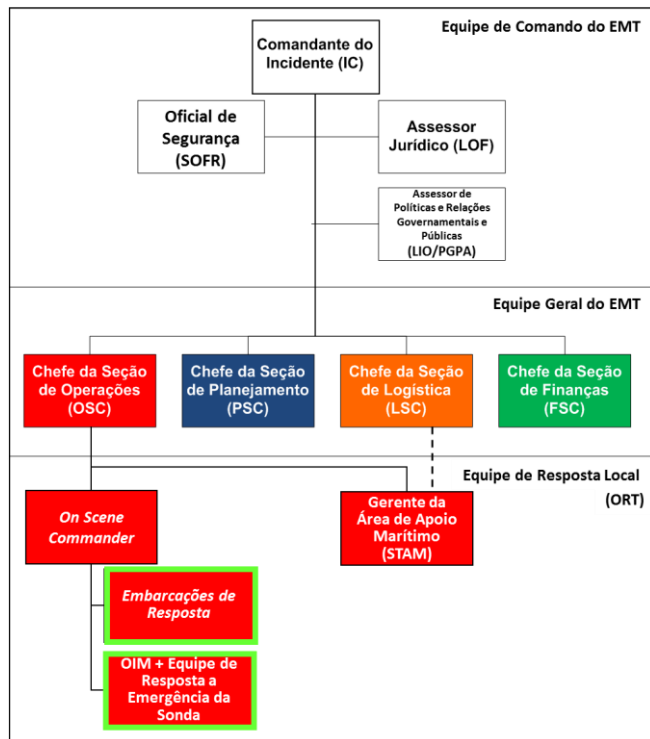 Equipe de Comando do EMT
Comandante do
Incidente (IC)
Oficial de
Segurança
(SOFR)
Assessor
Jurídico (LOF)
Assessor de
Políticas e Relações
Governamentais e
Públicas
(LIO/PGPA)
Equipe Geral do EMT
Chefe da Seção
de Operações
(OSC)
Chefe da Seção
de Planejamento
(PSC)
Chefe da Seção
de Logística
(LSC)
Chefe da Seção
de Finanças
(FSC)
Equipe de Resposta Local
(ORT)
On Scene
Commander
Gerente da
Área de Apoio
Marítimo
(STAM)
Embarcações de
Resposta
OIM + Equipe de
Resposta a
Emergência da
Sonda